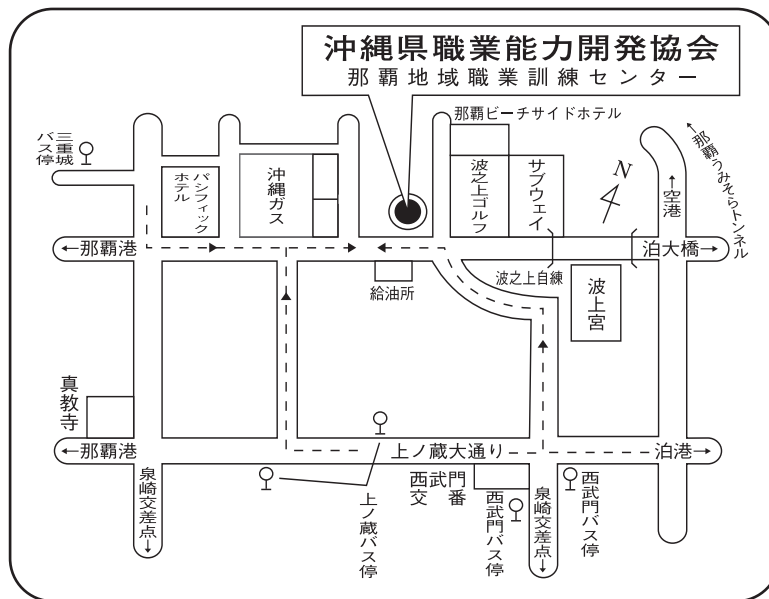 沖縄県職業能力開発協会
那覇地域職業訓練センター
那覇ビーチサイドホテル
三重城
バス停
パシフィック
ホテル
沖縄ガス
波之上ゴルフ
サブウェイ
N
空港
那覇うみそらトンネル
←那覇港
泊大橋→
給油所
波之上自練
波上宮
真教寺
←那覇港
上ノ蔵大通り
泊港→
泉崎交差点
上ノ蔵バス停
西武門
交番
西武門バス停
泉崎交差点
西武門バス停